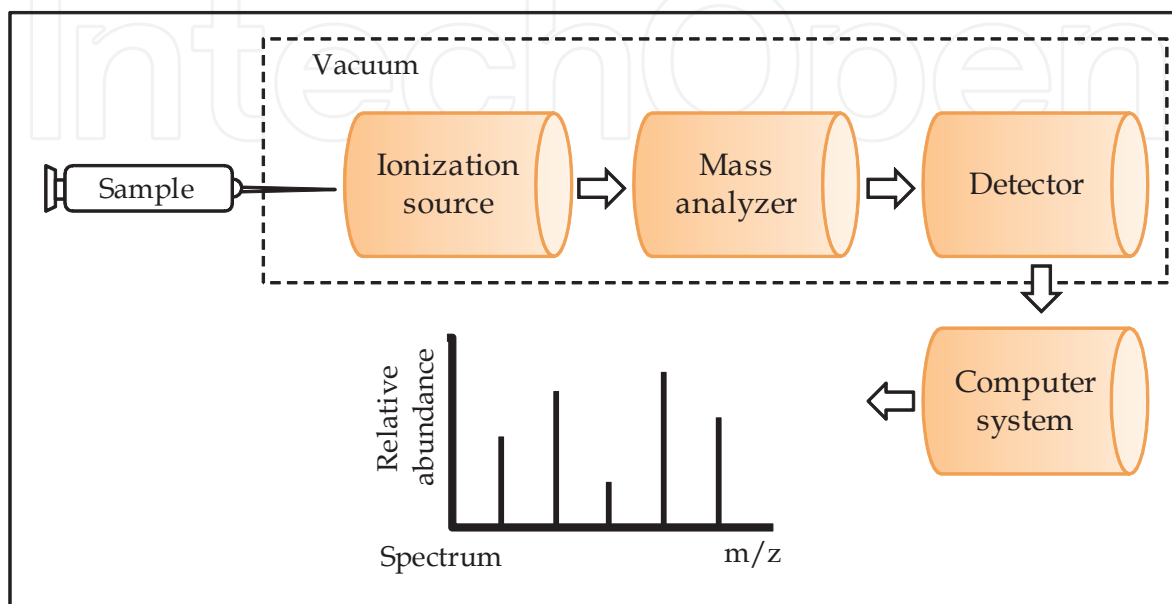 IntechOpen
Vacuum
Sample
Ionization
source
Mass
analyzer
Detector
Computer
system
Relative
abundance
Spectrum
m/z